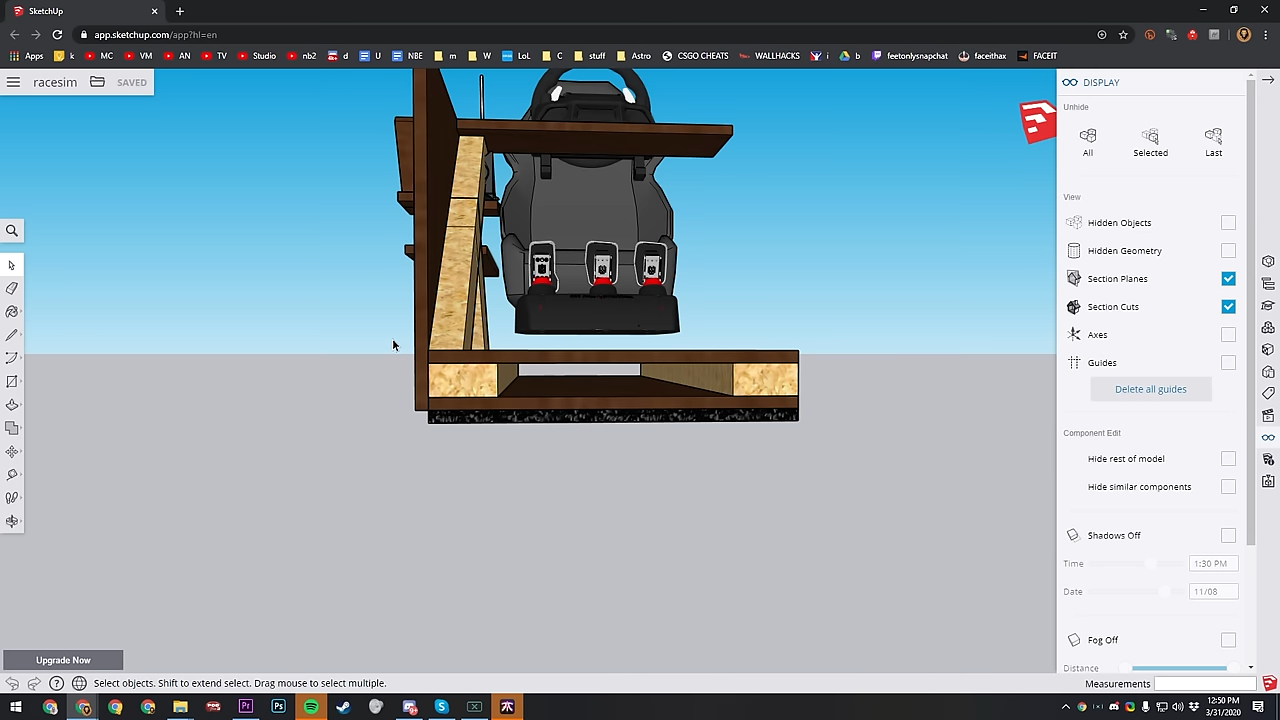 SketchUp
app.sketchup.com/app?hl=en
Apps k MC VM AN TV Studio nb2 d U NBE m W LoL C stuff Astro CSGO CHEATS WALLHACKS i b feetonlysnapchat faceithax FACEIT
racesim SAVED
DISPLAY
Unhide
All Selected Last
View
Hidden Objects
Hidden Geometry
Section Planes
Section Cuts
Axes
Guides
Delete all guides
Component Edit
Hide rest of model
Hide similar components
Shadows Off
Time 1:30 PM
Date 11/08
Fog Off
Distance
Upgrade Now
Select objects. Shift to extend select. Drag mouse to select multiple.
Measurements
12:50 PM
3/31/2020